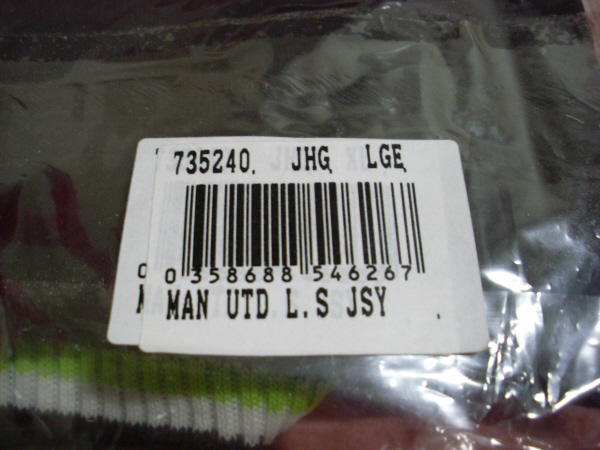 735240. JHG LGE
0 358688 546267
MAN UTD L.S JSY .